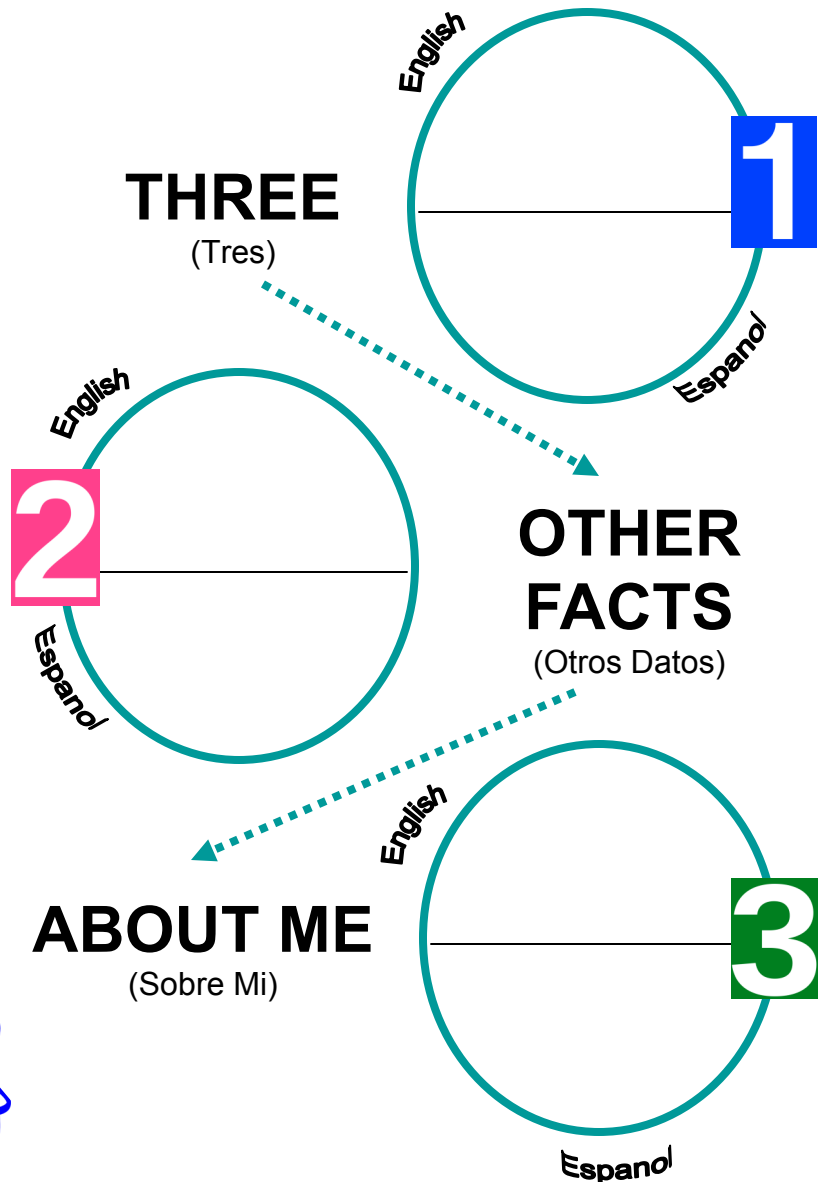 English
1
THREE
(Tres)
Espanol
English
2
OTHER
FACTS
(Otros Datos)
Espanol
English
3
ABOUT ME
(Sobre Mi)
Espanol